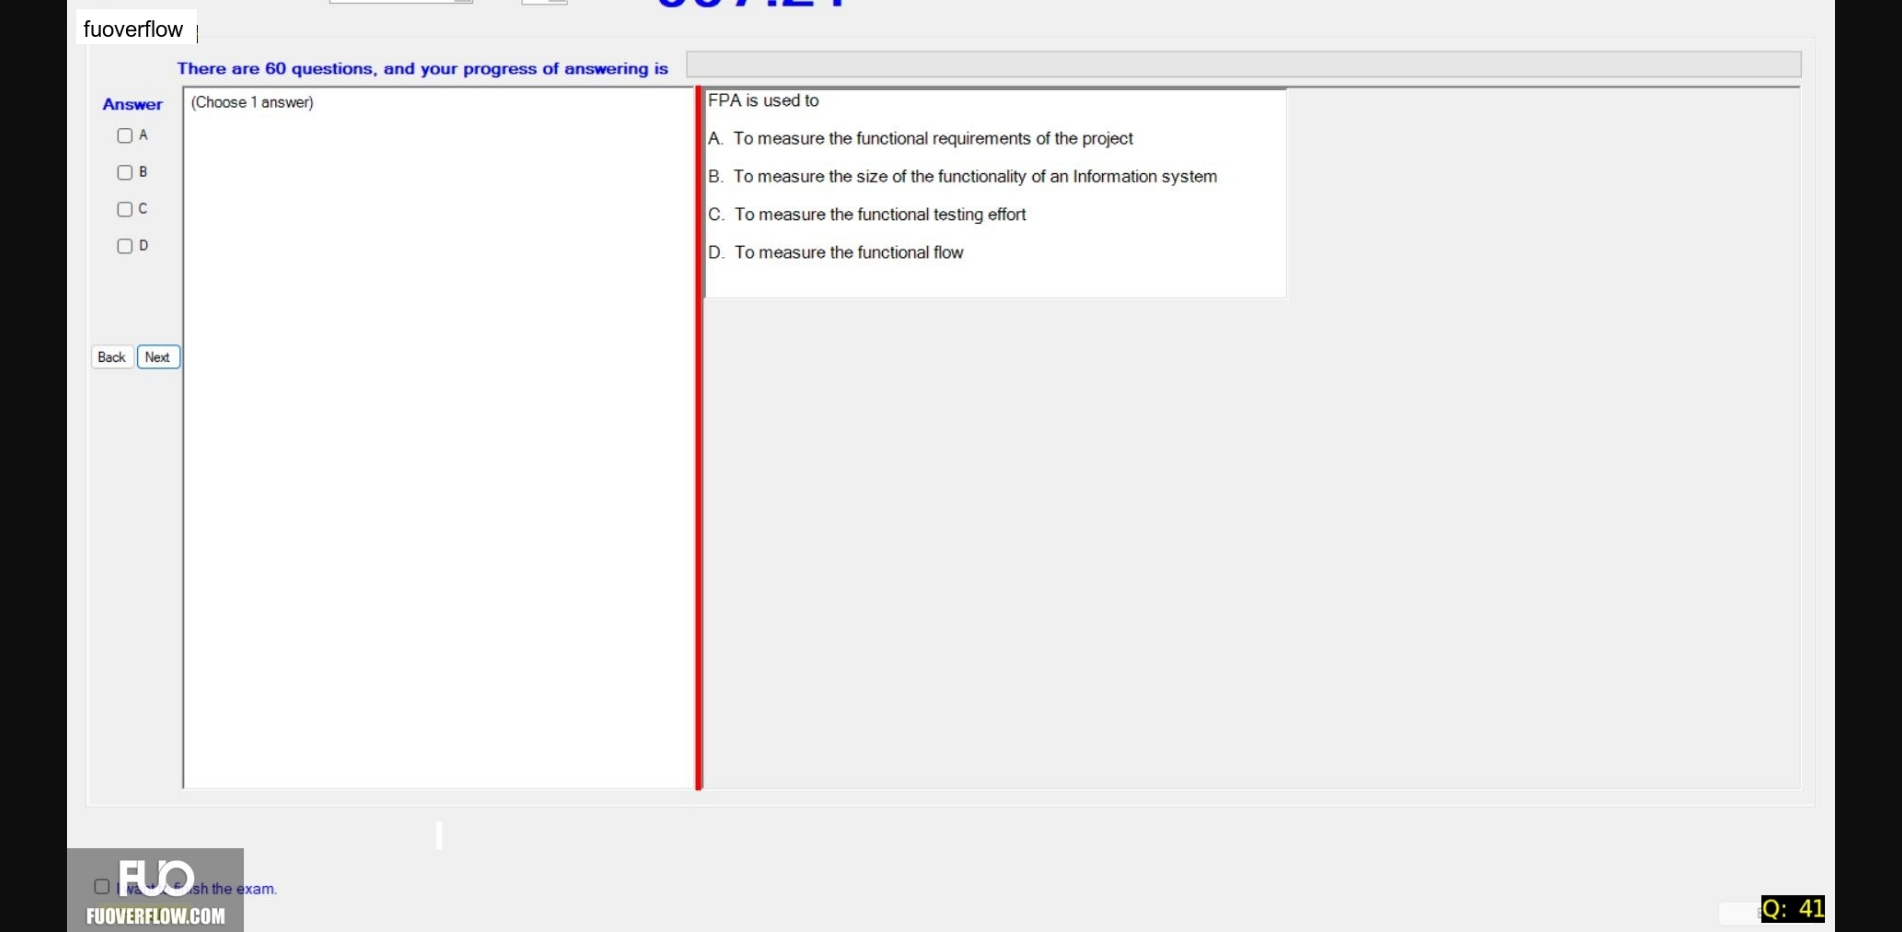 fuoverflow
There are 60 questions, and your progress of answering is
Answer
(Choose 1 answer)
A
B
C
D
Back Next
FPA is used to
A. To measure the functional requirements of the project
B. To measure the size of the functionality of an Information system
C. To measure the functional testing effort
D. To measure the functional flow
FUO
the exam.
FUOVERFLOW.COM
Q: 41